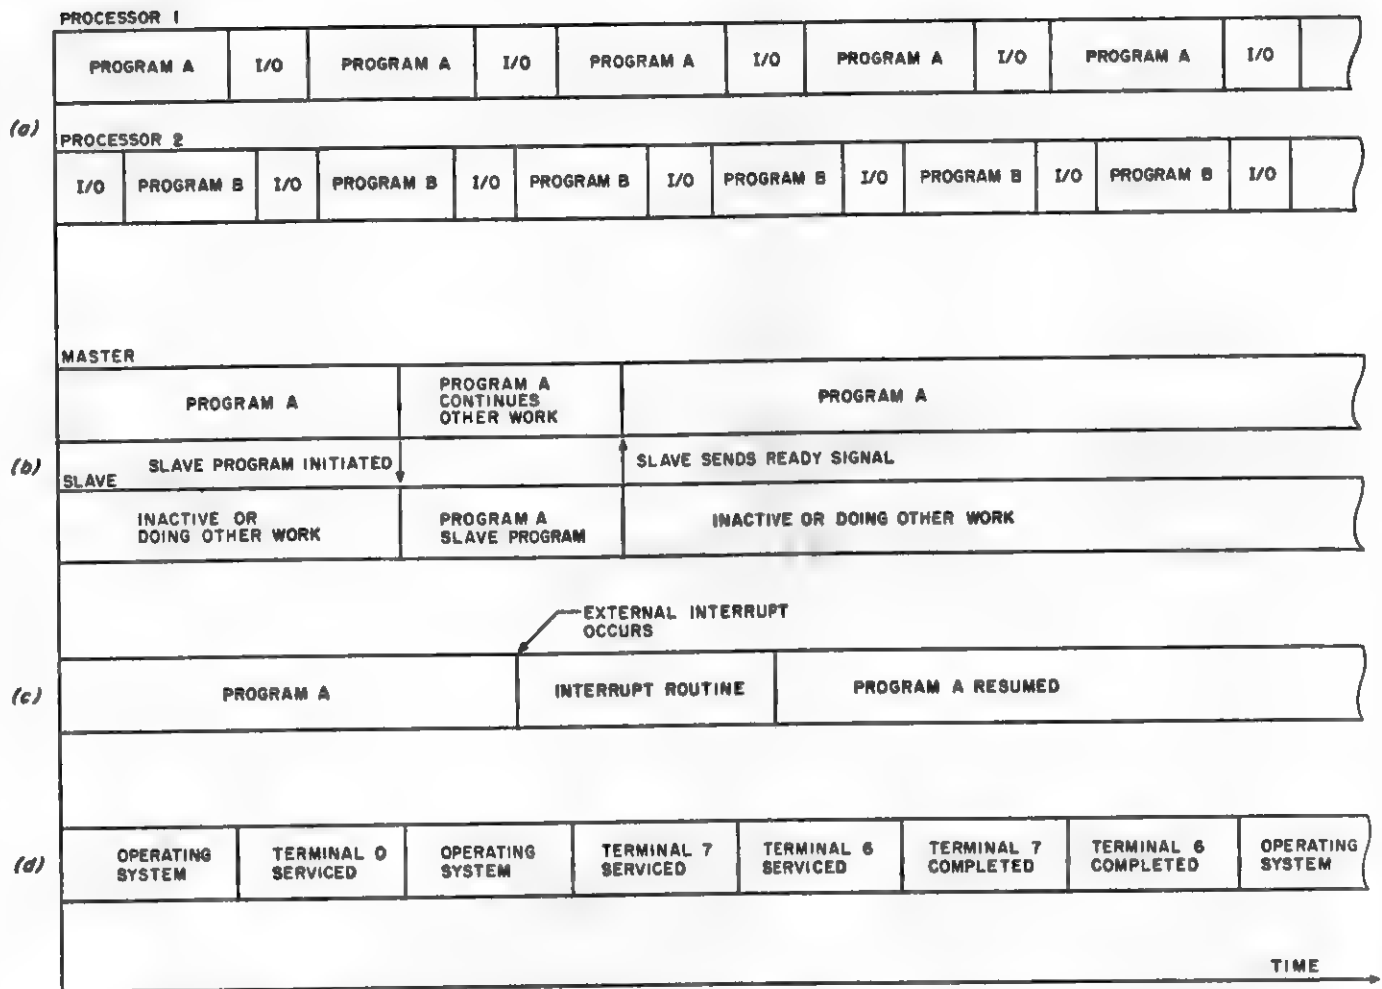 PROCESSOR 1
PROGRAM A I/O PROGRAM A I/O PROGRAM A I/O PROGRAM A I/O PROGRAM A I/O
(a)
PROCESSOR 2
I/O PROGRAM B I/O PROGRAM B I/O PROGRAM B I/O PROGRAM B I/O PROGRAM B I/O PROGRAM B I/O
MASTER
PROGRAM A
PROGRAM A
CONTINUES
OTHER WORK
PROGRAM A
(b)
SLAVE PROGRAM INITIATED
SLAVE SENDS READY SIGNAL
SLAVE
INACTIVE OR
DOING OTHER WORK
PROGRAM A
SLAVE PROGRAM
INACTIVE OR DOING OTHER WORK
EXTERNAL INTERRUPT
OCCURS
(c)
PROGRAM A
INTERRUPT ROUTINE
PROGRAM A RESUMED
(d)
OPERATING
SYSTEM
TERMINAL 0
SERVICED
OPERATING
SYSTEM
TERMINAL 7
SERVICED
TERMINAL 6
SERVICED
TERMINAL 7
COMPLETED
TERMINAL 6
COMPLETED
OPERATING
SYSTEM
TIME